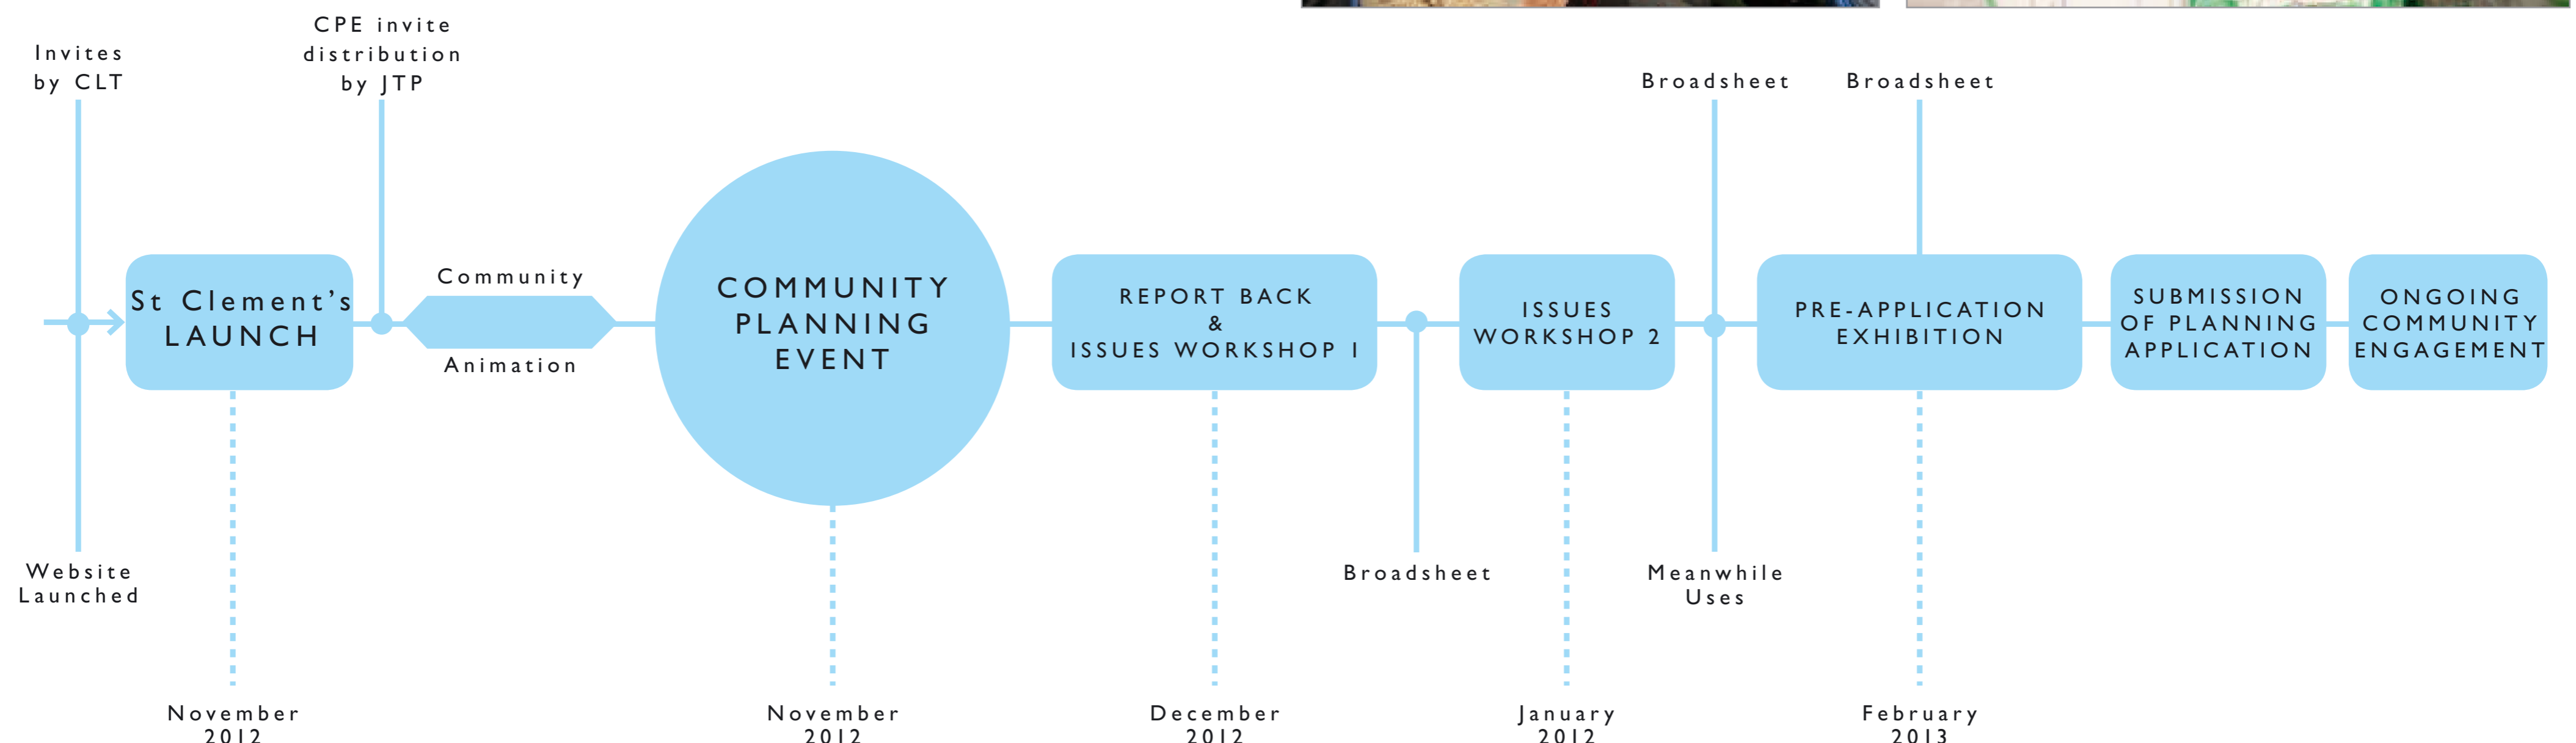 Invites
by CLT
CPE invite
distribution
by JTP
Broadsheet
Broadsheet
St Clement's
LAUNCH
Community
Animation
COMMUNITY
PLANNING
EVENT
REPORT BACK
&
ISSUES WORKSHOP 1
ISSUES
WORKSHOP 2
PRE-APPLICATION
EXHIBITION
SUBMISSION
OF PLANNING
APPLICATION
ONGOING
COMMUNITY
ENGAGEMENT
Website
Launched
Broadsheet
Meanwhile
Uses
November
2012
November
2012
December
2012
January
2012
February
2013